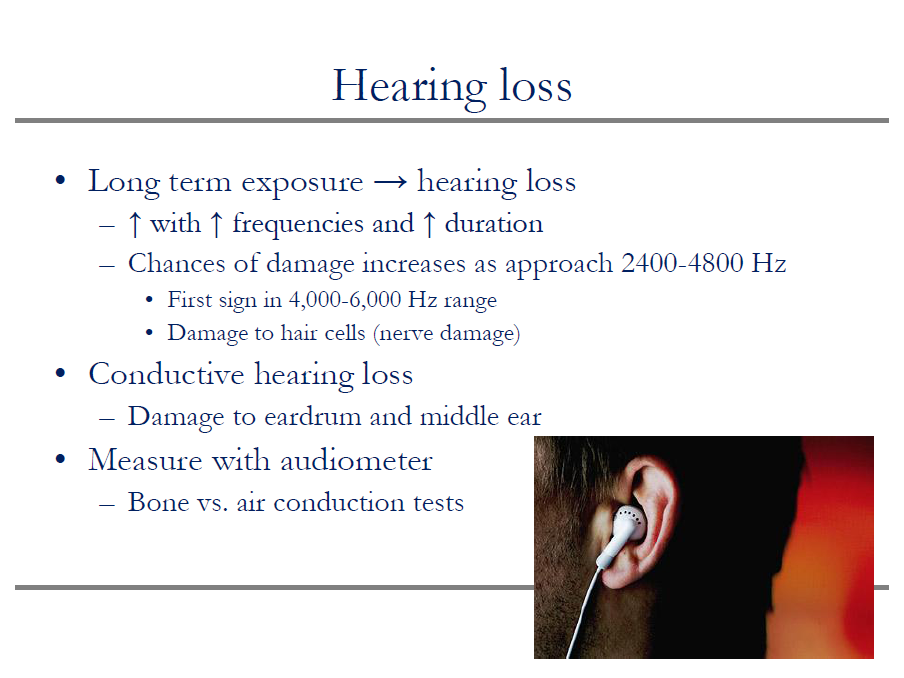 Hearing loss
• Long term exposure → hearing loss
– ↑ with ↑ frequencies and ↑ duration
– Chances of damage increases as approach 2400-4800 Hz
• First sign in 4,000-6,000 Hz range
• Damage to hair cells (nerve damage)
• Conductive hearing loss
– Damage to eardrum and middle ear
• Measure with audiometer
– Bone vs. air conduction tests